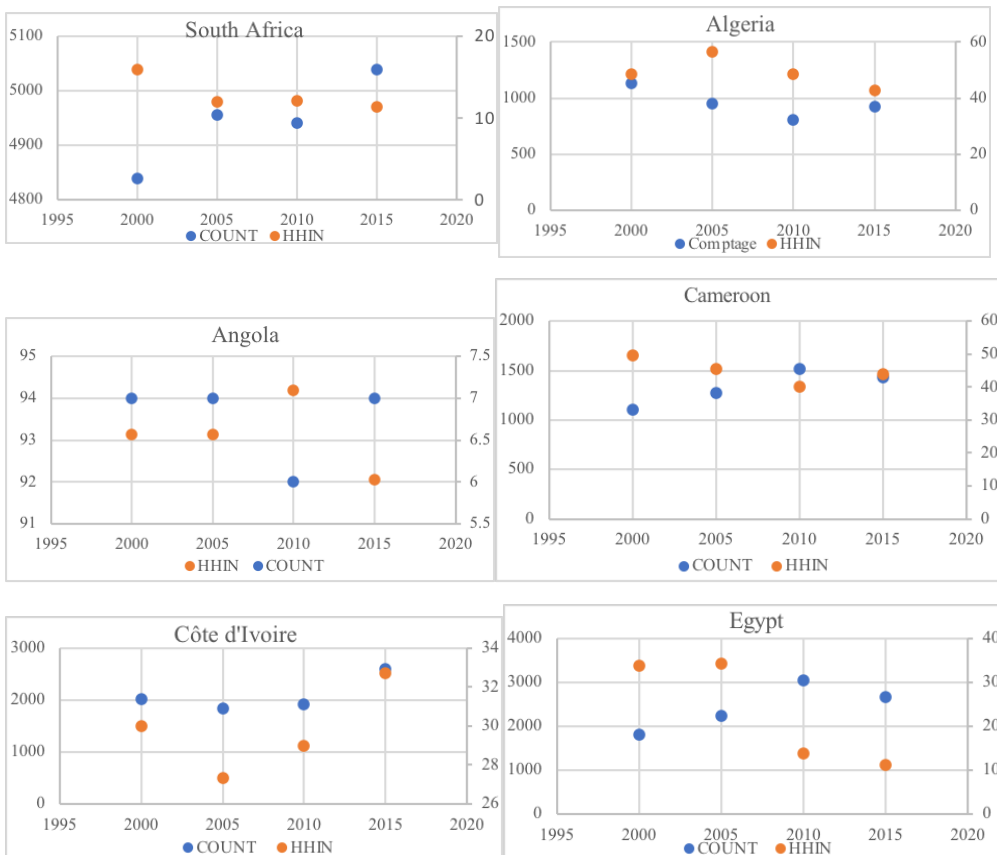 South Africa
5100 20
5000
4900 10
4800 0
1995 2000 2005 2010 2015 2020
COUNT HHIN
Algeria
1500 60
1000 40
500 20
0 0
1995 2000 2005 2010 2015 2020
Comptage HHIN
Angola
95 7.5
94 7
93 6.5
92 6
91 5.5
1995 2000 2005 2010 2015 2020
HHIN COUNT
Cameroon
2000 60
50
1500
40
1000 30
20
500
10
0 0
1995 2000 2005 2010 2015 2020
COUNT HHIN
Côte d'Ivoire
3000 34
32
2000
30
1000
28
0 26
1995 2000 2005 2010 2015 2020
COUNT HHIN
Egypt
4000 40
3000 30
2000 20
1000 10
0 0
1995 2000 2005 2010 2015 2020
COUNT HHIN